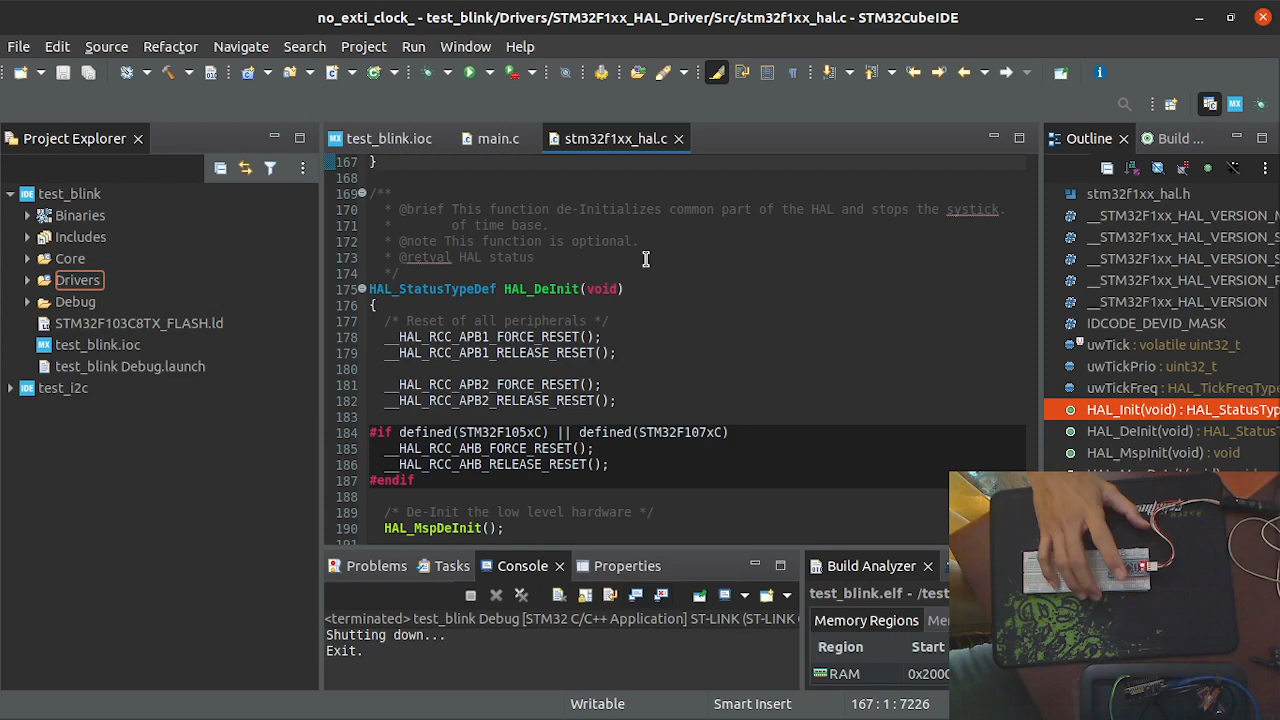 no_exti_clock_ - test_blink/Drivers/STM32F1xx_HAL_Driver/Src/stm32f1xx_hal.c - STM32CubeIDE
File Edit Source Refactor Navigate Search Project Run Window Help
Project Explorer
test_blink
Binaries
Includes
Core
Drivers
Debug
STM32F103C8TX_FLASH.ld
test_blink.ioc
test_blink Debug.launch
test_i2c
test_blink.ioc main.c stm32f1xx_hal.c
167 }
168
169 /**
170 * @brief This function de-Initializes common part of the HAL and stops the systick.
171 * of time base.
172 * @note This function is optional.
173 * @retval HAL status
174 */
175 HAL_StatusTypeDef HAL_DeInit(void)
176 {
177 /* Reset of all peripherals */
178 __HAL_RCC_APB1_FORCE_RESET();
179 __HAL_RCC_APB1_RELEASE_RESET();
180
181 __HAL_RCC_APB2_FORCE_RESET();
182 __HAL_RCC_APB2_RELEASE_RESET();
183
184 #if defined(STM32F105xC) || defined(STM32F107xC)
185 __HAL_RCC_AHB_FORCE_RESET();
186 __HAL_RCC_AHB_RELEASE_RESET();
187 #endif
188
189 /* De-Init the low level hardware */
190 HAL_MspDeInit();
191
Outline Build ...
stm32f1xx_hal.h
__STM32F1xx_HAL_VERSION_M
__STM32F1xx_HAL_VERSION_S
__STM32F1xx_HAL_VERSION_S
__STM32F1xx_HAL_VERSION_R
__STM32F1xx_HAL_VERSION
IDCODE_DEVID_MASK
uwTick : volatile uint32_t
uwTickPrio : uint32_t
uwTickFreq : HAL_TickFreqType
HAL_Init(void) : HAL_StatusTyp
HAL_DeInit(void) : HAL_StatusT
HAL_MspInit(void) : void
Problems Tasks Console Properties
<terminated> test_blink Debug [STM32 C/C++ Application] ST-LINK (ST-LINK
Shutting down...
Exit.
Build Analyzer
test_blink.elf - /test
Memory Regions Me
Region Start
RAM 0x2000
Writable Smart Insert 167 : 1 : 7226